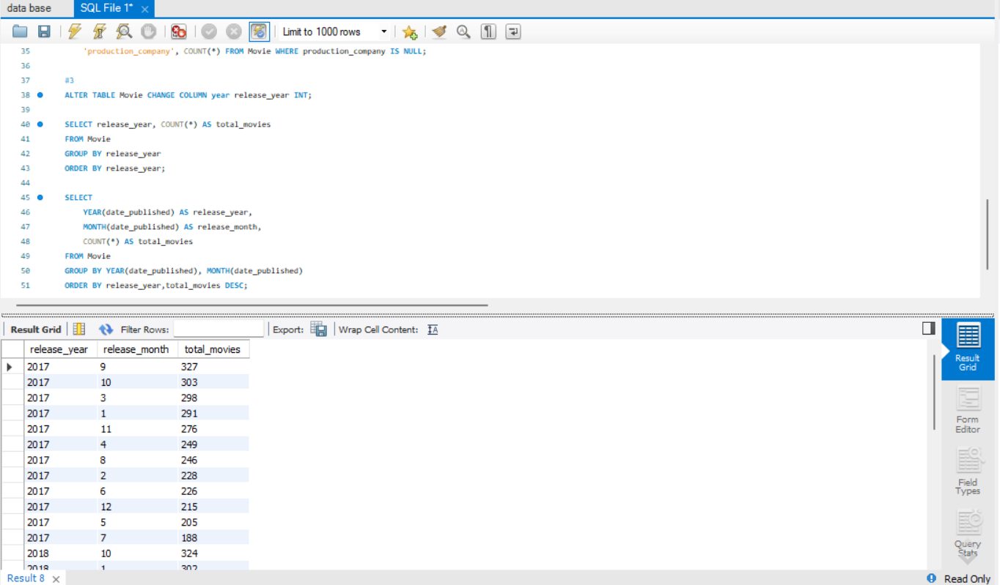 data base
SQL File 1* ×
Limit to 1000 rows
35 'production_company', COUNT(*) FROM Movie WHERE production_company IS NULL;
36
37 #3
38 ALTER TABLE Movie CHANGE COLUMN year release_year INT;
39
40 SELECT release_year, COUNT(*) AS total_movies
41 FROM Movie
42 GROUP BY release_year
43 ORDER BY release_year;
44
45 SELECT
46 YEAR(date_published) AS release_year,
47 MONTH(date_published) AS release_month,
48 COUNT(*) AS total_movies
49 FROM Movie
50 GROUP BY YEAR(date_published), MONTH(date_published)
51 ORDER BY release_year,total_movies DESC;
Result Grid Filter Rows: Export: Wrap Cell Content: IA
release_year release_month total_movies
2017 9 327
2017 10 303
2017 3 298
2017 1 291
2017 11 276
2017 4 249
2017 8 246
2017 2 228
2017 6 226
2017 12 215
2017 5 205
2017 7 188
2018 10 324
2018 1 302
Result
Grid
Form
Editor
Field
Types
Query
Stats
Result 8 ×
Read Only